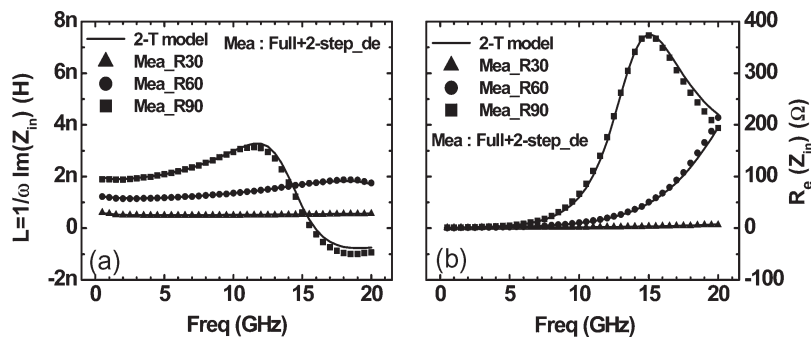 8n
6n
4n
2n
0
-2n
L=1/ω Im(Z_in) (H)
2-T model
Mea_R30
Mea_R60
Mea_R90
Mea : Full+2-step_de
(a)
0 5 10 15 20
Freq (GHz)
2-T model
Mea_R30
Mea_R60
Mea_R90
Mea : Full+2-step_de
(b)
0 5 10 15 20
Freq (GHz)
400
300
200
100
0
-100
R_e (Z_in) (Ω)